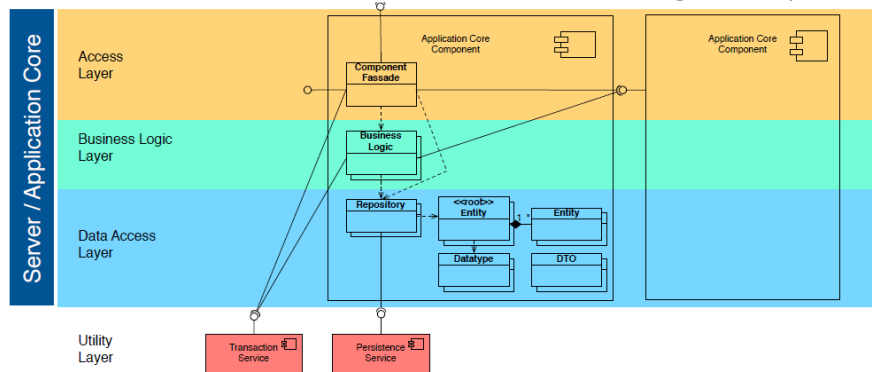 Server / Application Core
Access
Layer
Application Core
Component
Application Core
Component
Component
Fassade
Business Logic
Layer
Business
Logic
Data Access
Layer
Repository
<<root>>
Entity
1 *
Entity
Datatype
DTO
Utility
Layer
Transaction
Service
Persistence
Service